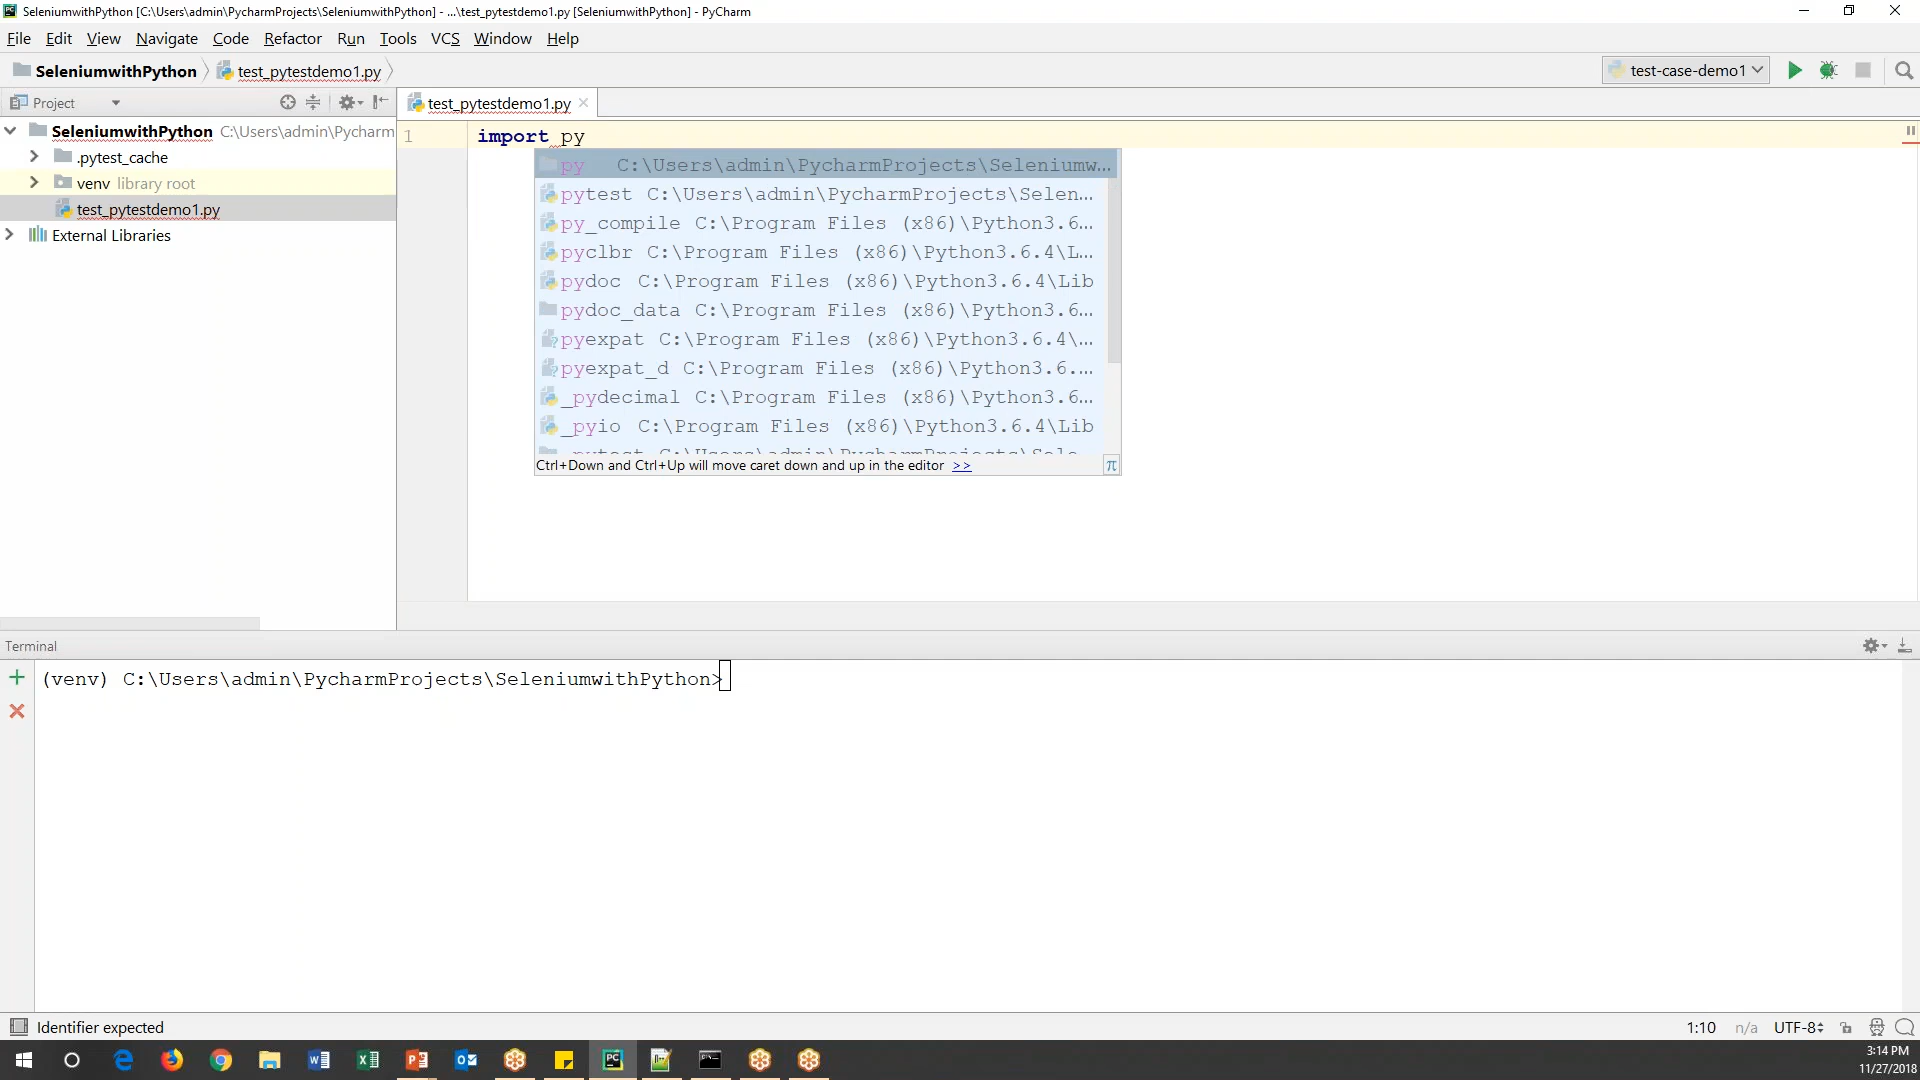 SeleniumwithPython [C:\Users\admin\PycharmProjects\SeleniumwithPython] - ...\test_pytestdemo1.py [SeleniumwithPython] - PyCharm
File Edit View Navigate Code Refactor Run Tools VCS Window Help
SeleniumwithPython test_pytestdemo1.py test-case-demo1
Project test_pytestdemo1.py
SeleniumwithPython C:\Users\admin\Pycharm
.pytest_cache
venv library root
test_pytestdemo1.py
External Libraries
1 import py
py C:\Users\admin\PycharmProjects\Seleniumw...
pytest C:\Users\admin\PycharmProjects\Selen...
py_compile C:\Program Files (x86)\Python3.6...
pyclbr C:\Program Files (x86)\Python3.6.4\L...
pydoc C:\Program Files (x86)\Python3.6.4\Lib
pydoc_data C:\Program Files (x86)\Python3.6...
pyexpat C:\Program Files (x86)\Python3.6.4\...
pyexpat_d C:\Program Files (x86)\Python3.6....
_pydecimal C:\Program Files (x86)\Python3.6...
_pyio C:\Program Files (x86)\Python3.6.4\Lib
Ctrl+Down and Ctrl+Up will move caret down and up in the editor >> π
Terminal
(venv) C:\Users\admin\PycharmProjects\SeleniumwithPython>
Identifier expected 1:10 n/a UTF-8
3:14 PM
11/27/2018